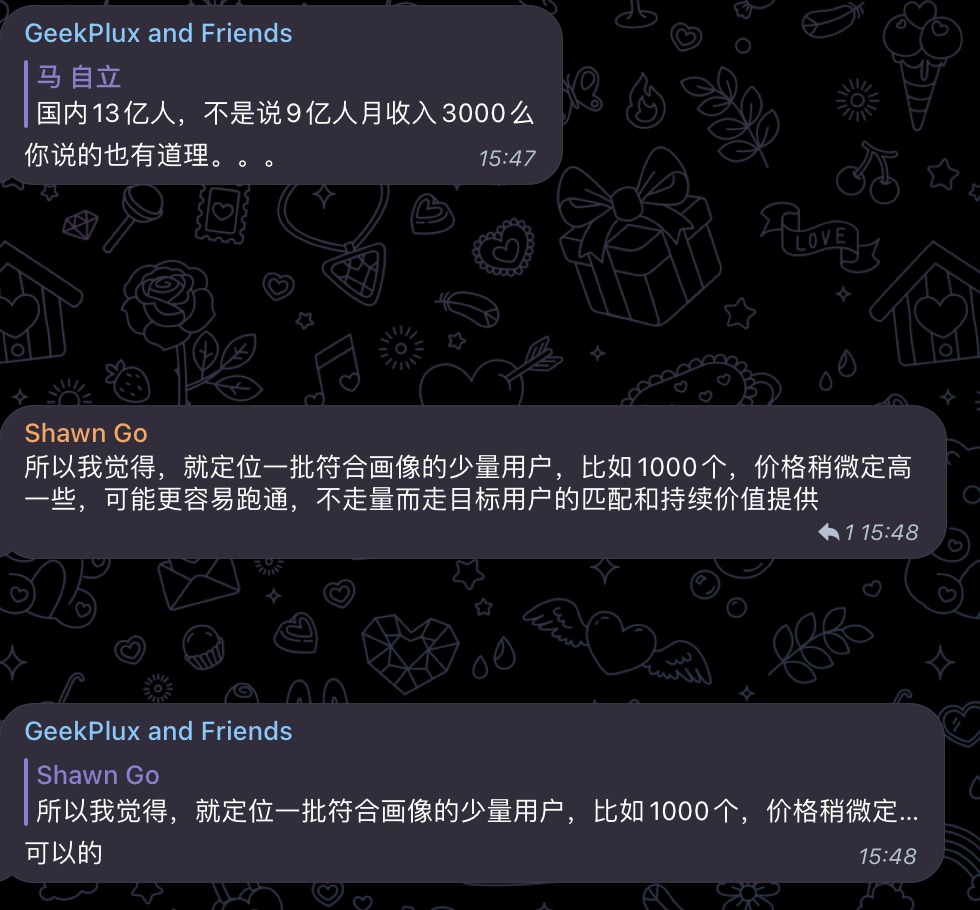 GeekPlux and Friends
马 自立
国内13亿人，不是说9亿人月收入3000么
你说的也有道理。。。
15:47
LOVE
Shawn Go
所以我觉得，就定位一批符合画像的少量用户，比如1000个，价格稍微定高
一些，可能更容易跑通，不走量而走目标用户的匹配和持续价值提供
1 15:48
GeekPlux and Friends
Shawn Go
所以我觉得，就定位一批符合画像的少量用户，比如1000个，价格稍微定...
可以的
15:48